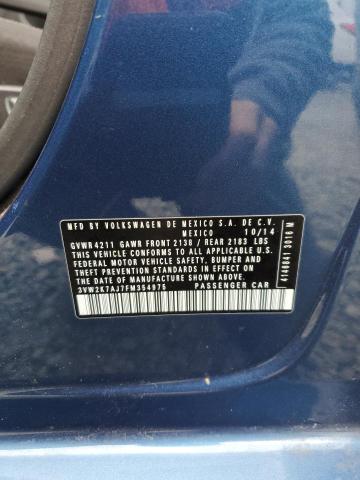 MFD BY VOLKSWAGEN DE MEXICO S.A. DE C.V.
MEXICO 10/14
GVWR 4211 GAWR FRONT 2138 / REAR 2183 LBS
THIS VEHICLE CONFORMS TO ALL APPLICABLE U.S.
FEDERAL MOTOR VEHICLE SAFETY, BUMPER AND
THEFT PREVENTION STANDARDS IN EFFECT ON THE
DATE OF MANUFACTURE SHOWN ABOVE
3VW2K7AJ7FM354975 PASSENGER CAR
4146841 3016 M